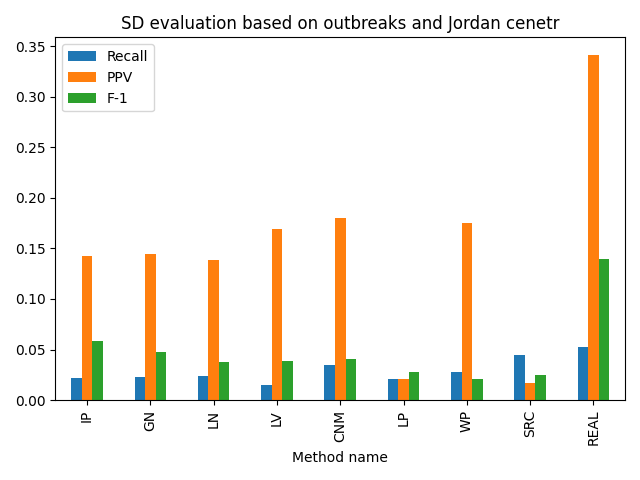 SD evaluation based on outbreaks and Jordan cenetr
Recall
PPV
F-1
0.35
0.30
0.25
0.20
0.15
0.10
0.05
0.00
IP
GN
LN
LV
CNM
LP
WP
SRC
REAL
Method name